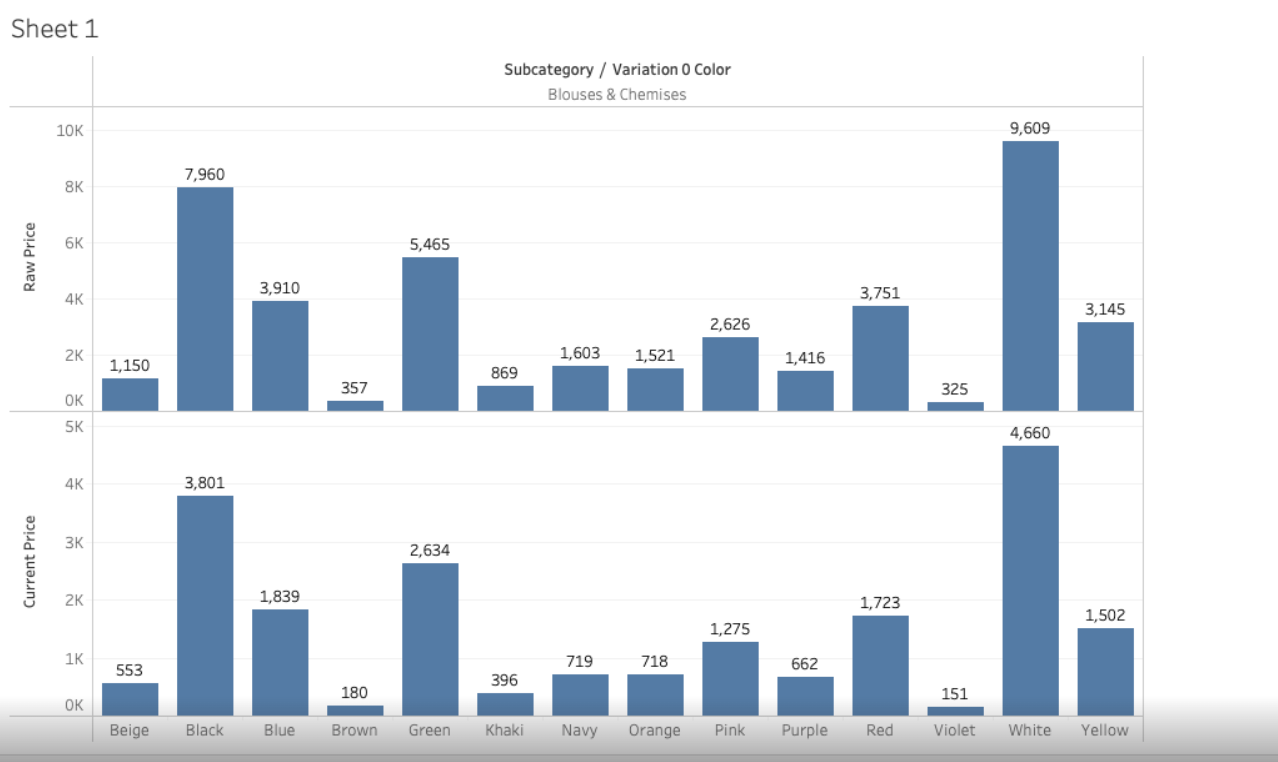 Sheet 1
Subcategory / Variation 0 Color
Blouses & Chemises
Raw Price
10K
8K
6K
4K
2K
0K
1,150
7,960
3,910
357
5,465
869
1,603
1,521
2,626
1,416
3,751
325
9,609
3,145
Current Price
5K
4K
3K
2K
1K
0K
553
3,801
1,839
180
2,634
396
719
718
1,275
662
1,723
151
4,660
1,502
Beige Black Blue Brown Green Khaki Navy Orange Pink Purple Red Violet White Yellow